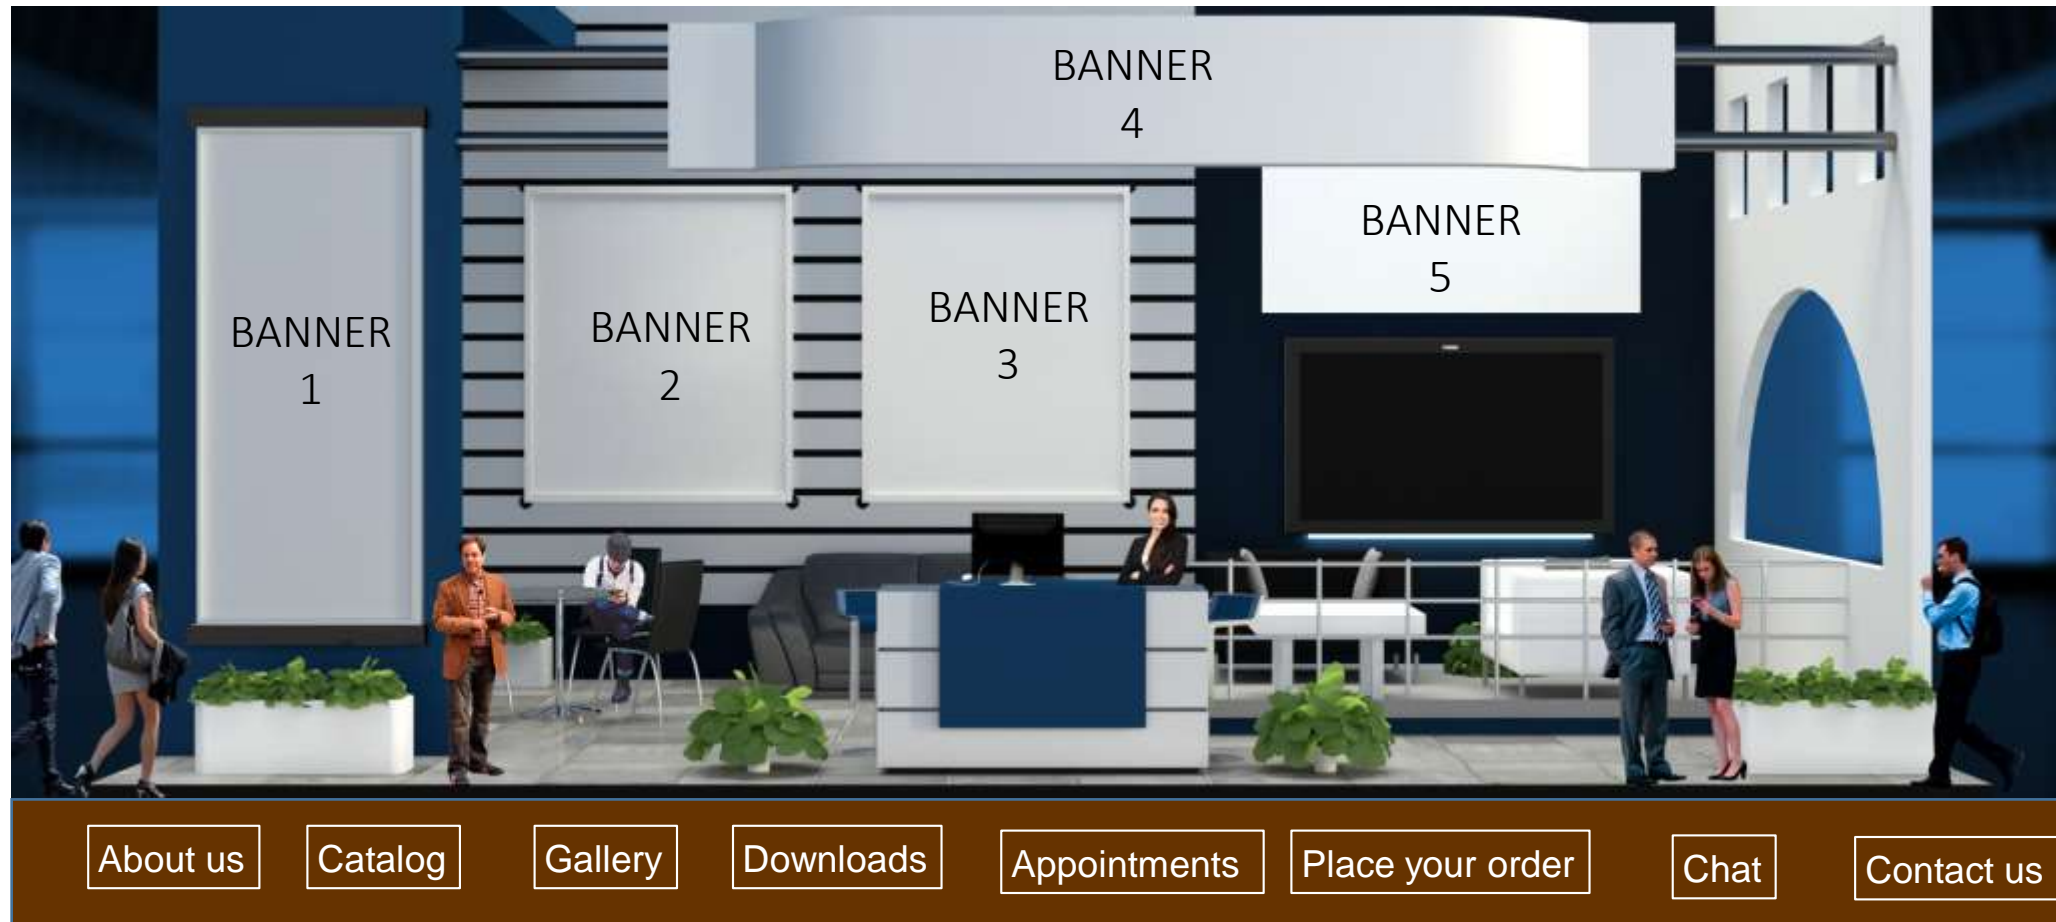 BANNER
4
BANNER
5
BANNER
1
BANNER
2
BANNER
3
About us
Catalog
Gallery
Downloads
Appointments
Place your order
Chat
Contact us